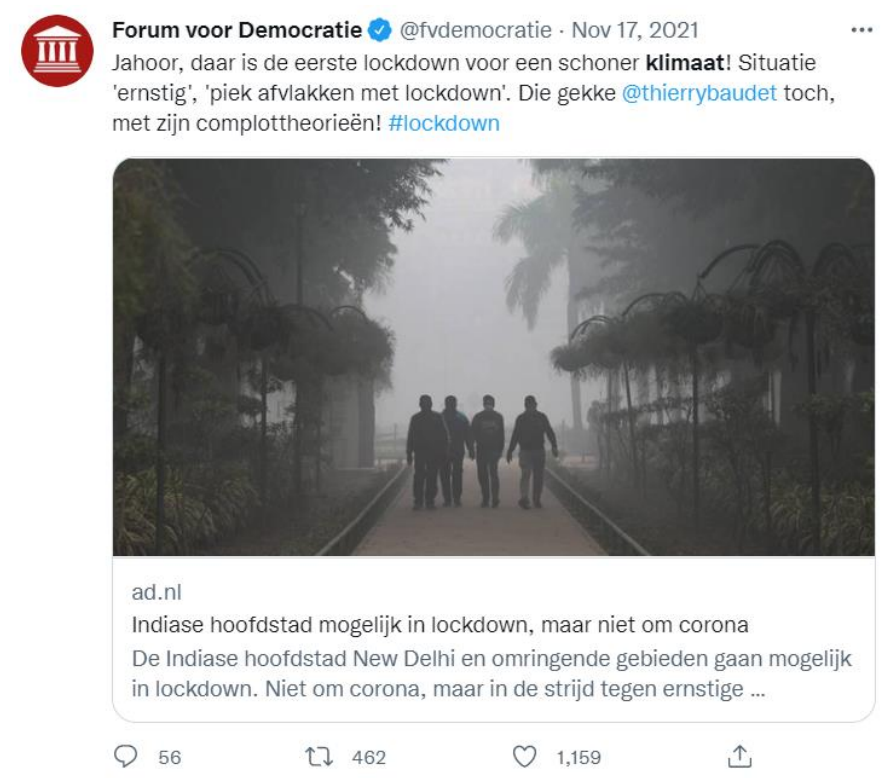 Forum voor Democratie @fvdemocratie · Nov 17, 2021
Jahoor, daar is de eerste lockdown voor een schoner klimaat! Situatie
'ernstig', 'piek afvlakken met lockdown'. Die gekke @thierrybaudet toch,
met zijn complottheorieën! #lockdown
ad.nl
Indiase hoofdstad mogelijk in lockdown, maar niet om corona
De Indiase hoofdstad New Delhi en omringende gebieden gaan mogelijk
in lockdown. Niet om corona, maar in de strijd tegen ernstige ...
56 462 1,159